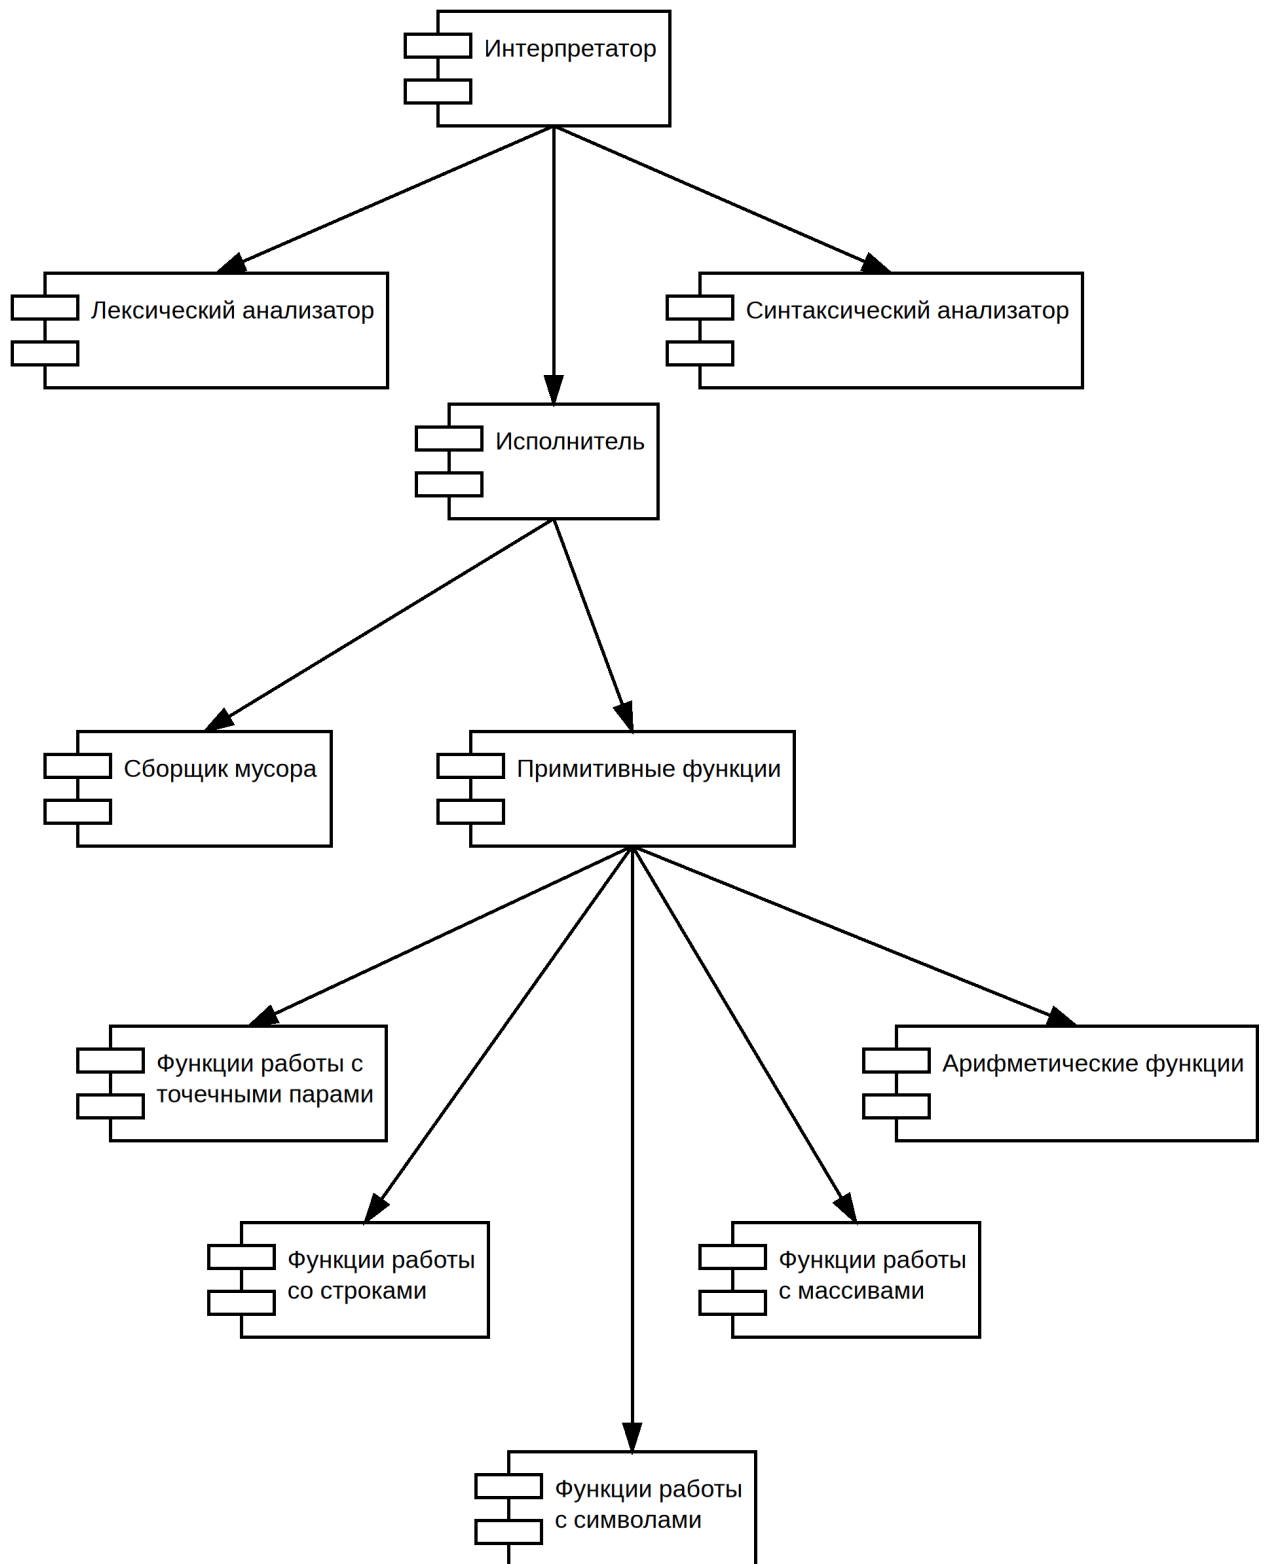 Интерпретатор
Лексический анализатор
Синтаксический анализатор
Исполнитель
Сборщик мусора
Примитивные функции
Функции работы с
точечными парами
Арифметические функции
Функции работы
со строками
Функции работы
с массивами
Функции работы
с символами